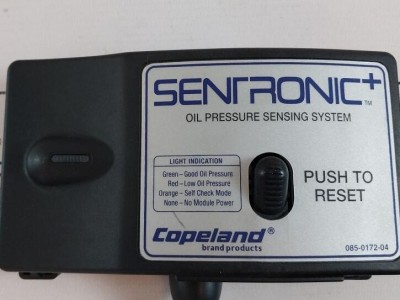 SENTRONIC+™
OIL PRESSURE SENSING SYSTEM
LIGHT INDICATION
Green – Good Oil Pressure
Red – Low Oil Pressure
Orange – Self Check Mode
None – No Module Power
PUSH TO
RESET
Copeland®
brand products
085-0172-04